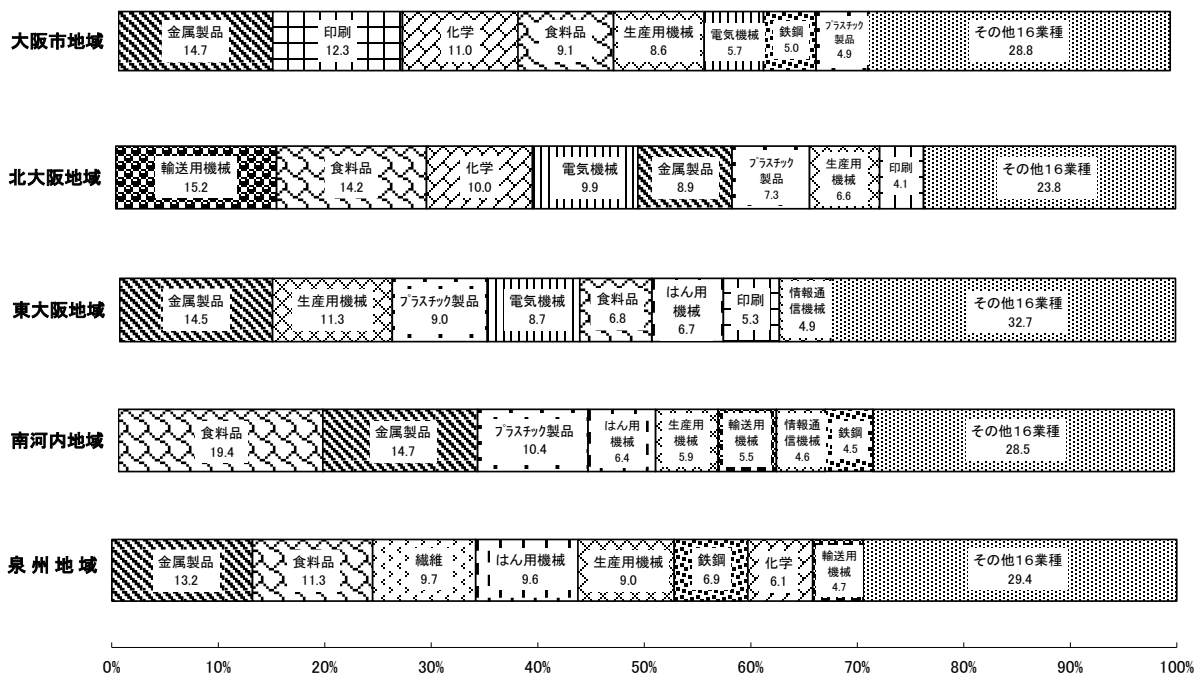 大阪市地域
金属製品
14.7
印刷
12.3
化学
11.0
食料品
9.1
生産用機械
8.6
電気機械
5.7
鉄鋼
5.0
プラスチック
製品
4.9
その他16業種
28.8
北大阪地域
輸送用機械
15.2
食料品
14.2
化学
10.0
電気機械
9.9
金属製品
8.9
プラスチック
製品
7.3
生産用
機械
6.6
印刷
4.1
その他16業種
23.8
東大阪地域
金属製品
14.5
生産用機械
11.3
プラスチック製品
9.0
電気機械
8.7
食料品
6.8
はん用
機械
6.7
印刷
5.3
情報通
信機械
4.9
その他16業種
32.7
南河内地域
食料品
19.4
金属製品
14.7
プラスチック製品
10.4
はん用
機械
6.4
生産用
機械
5.9
輸送用
機械
5.5
情報通
信機械
4.6
鉄鋼
4.5
その他16業種
28.5
泉州地域
金属製品
13.2
食料品
11.3
繊維
9.7
はん用機械
9.6
生産用機械
9.0
鉄鋼
6.9
化学
6.1
輸送用
機械
4.7
その他16業種
29.4
0% 10% 20% 30% 40% 50% 60% 70% 80% 90% 100%